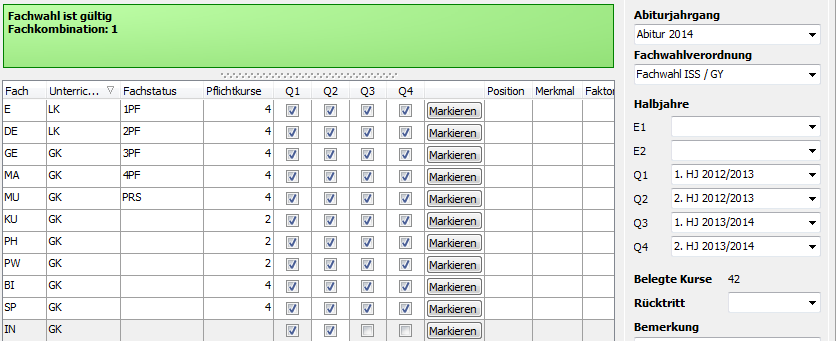 Fachwahl ist gültig
Fachkombination: 1
Fach Unterric... Fachstatus Pflichtkurse Q1 Q2 Q3 Q4 Position Merkmal Faktor
E LK 1PF 4 Markieren
DE LK 2PF 4 Markieren
GE GK 3PF 4 Markieren
MA GK 4PF 4 Markieren
MU GK PRS 4 Markieren
KU GK 2 Markieren
PH GK 2 Markieren
PW GK 2 Markieren
BI GK 4 Markieren
SP GK 4 Markieren
IN GK Markieren
Abiturjahrgang
Abitur 2014
Fachwahlverordnung
Fachwahl ISS / GY
Halbjahre
E1
E2
Q1 1. HJ 2012/2013
Q2 2. HJ 2012/2013
Q3 1. HJ 2013/2014
Q4 2. HJ 2013/2014
Belegte Kurse 42
Rücktritt
Bemerkung